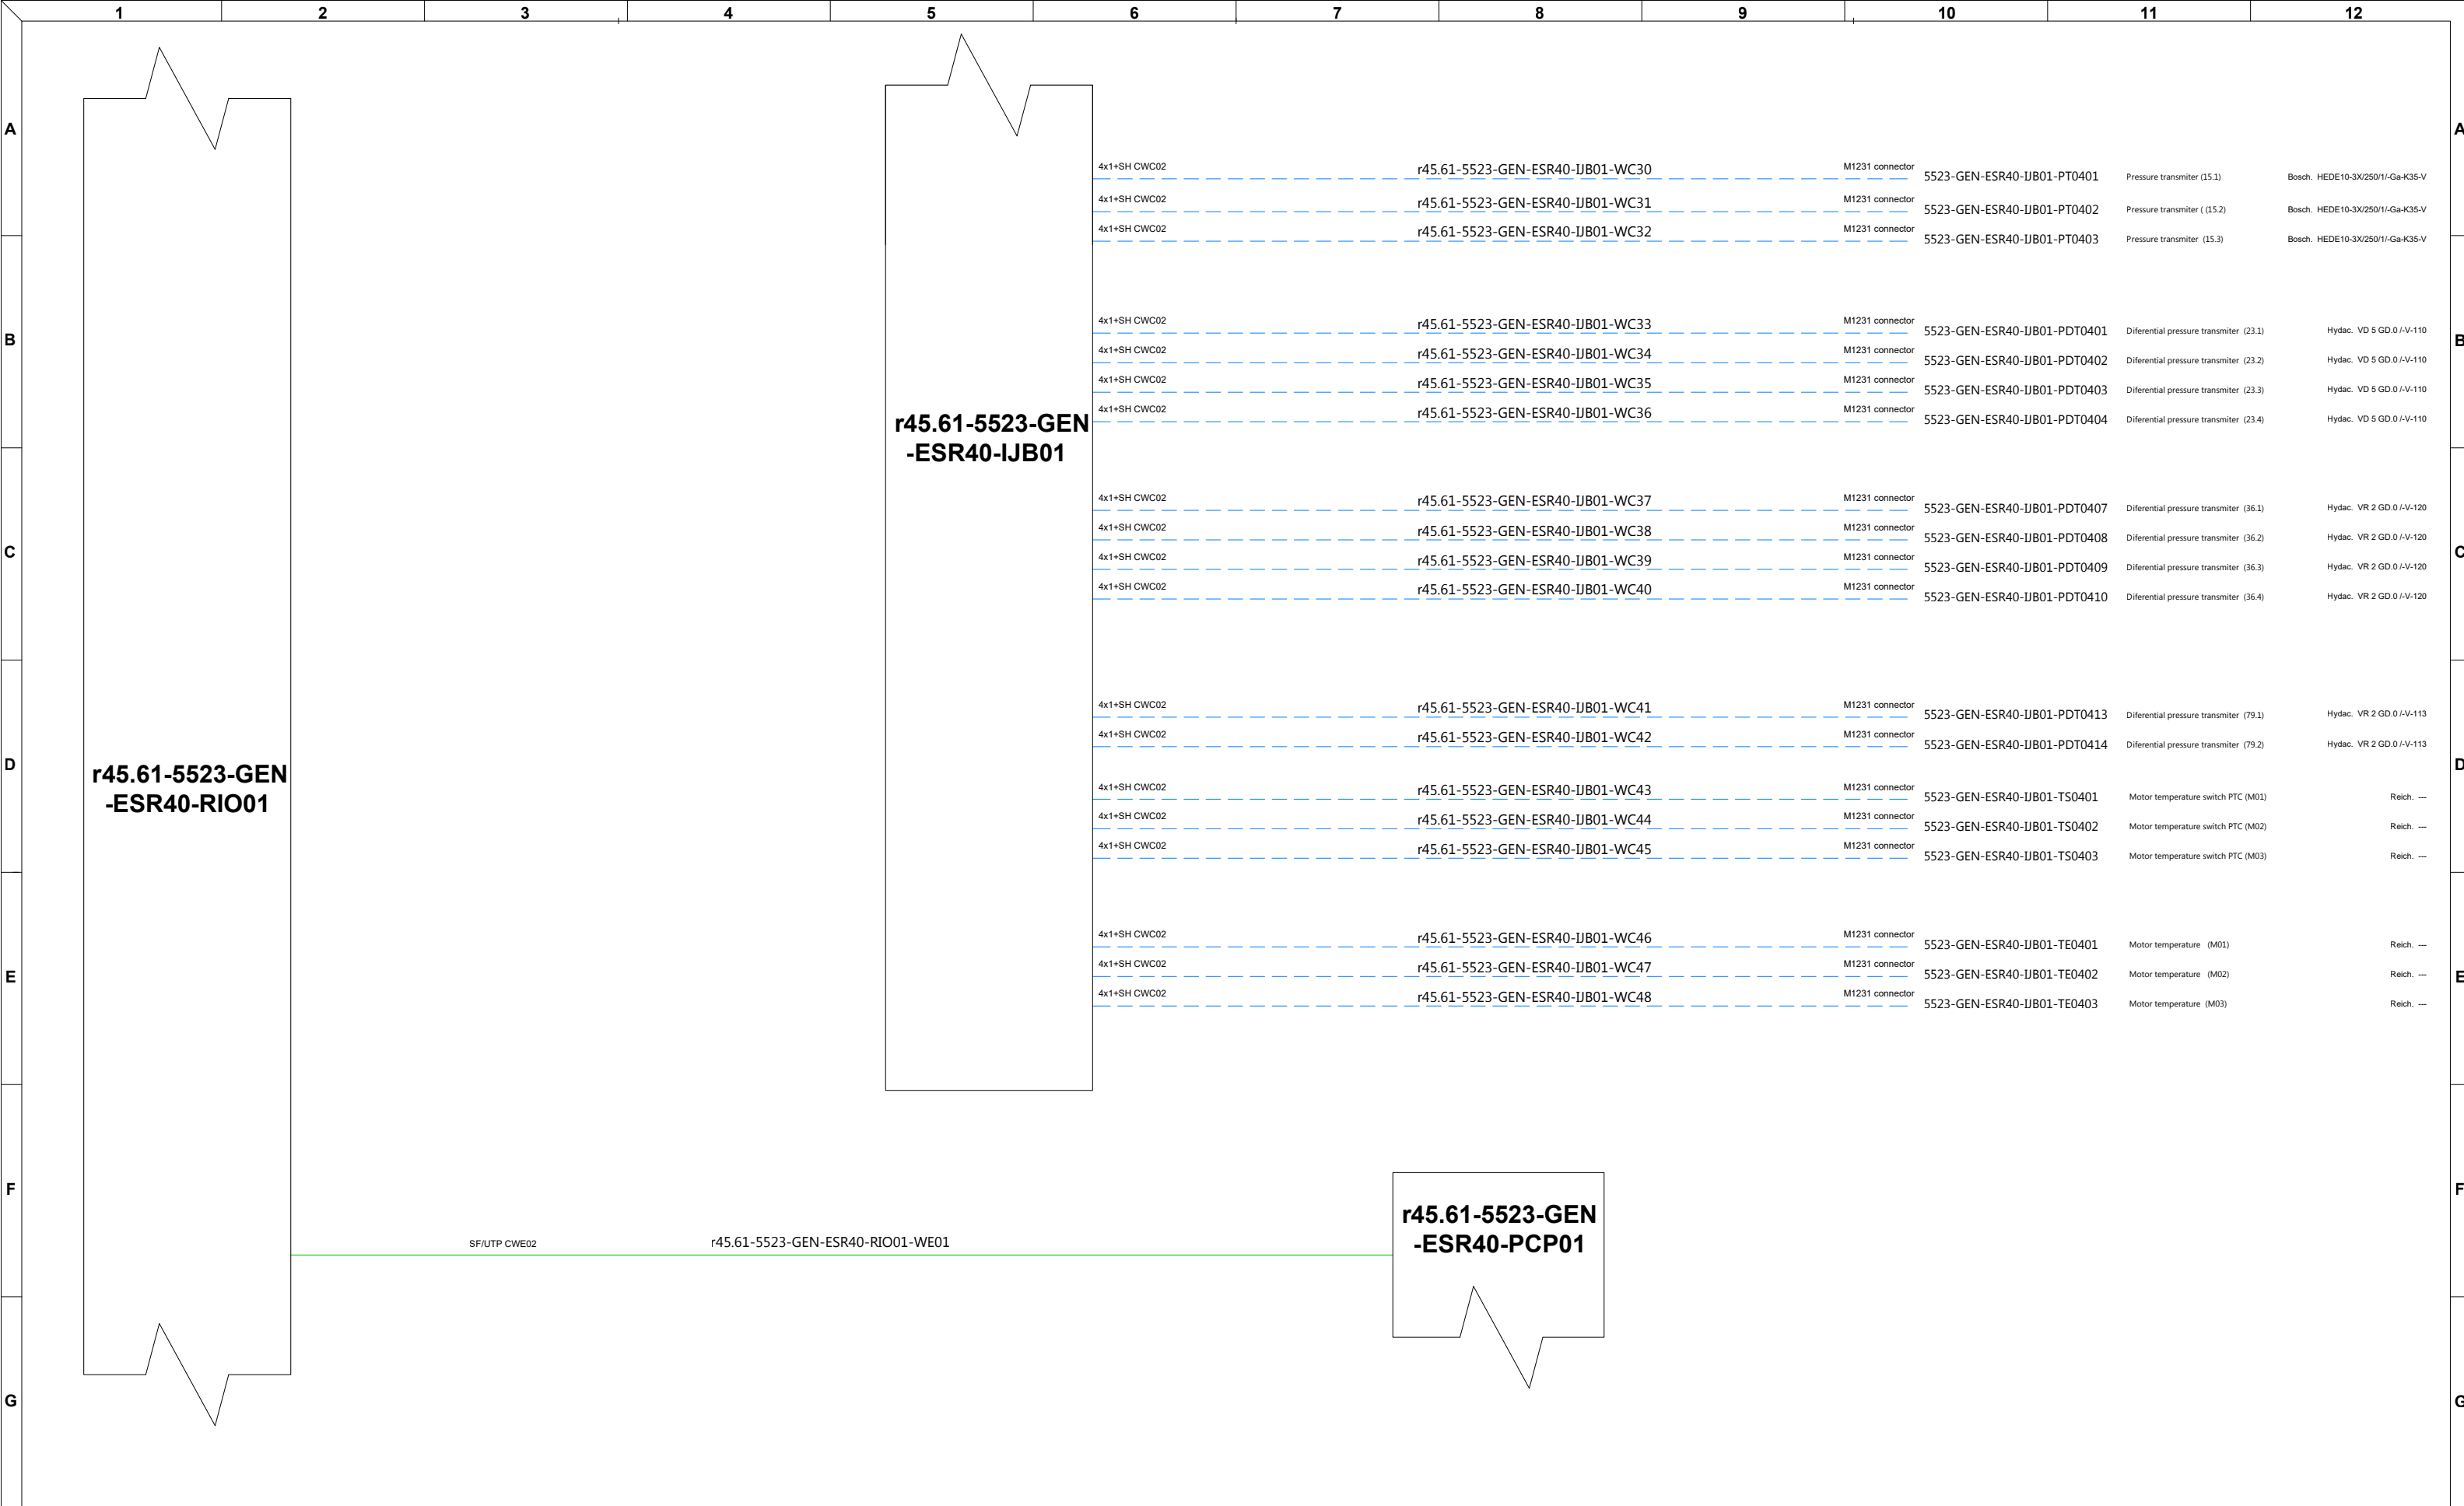 1 2 3 4 5 6 7 8 9 10 11 12
A A
4x1+SH CWC02 r45.61-5523-GEN-ESR40-IJB01-WC30 M1231 connector 5523-GEN-ESR40-IJB01-PT0401 Pressure transmiter (15.1) Bosch. HEDE10-3X/250/1/-Ga-K35-V
4x1+SH CWC02 r45.61-5523-GEN-ESR40-IJB01-WC31 M1231 connector 5523-GEN-ESR40-IJB01-PT0402 Pressure transmiter ( (15.2) Bosch. HEDE10-3X/250/1/-Ga-K35-V
4x1+SH CWC02 r45.61-5523-GEN-ESR40-IJB01-WC32 M1231 connector 5523-GEN-ESR40-IJB01-PT0403 Pressure transmiter (15.3) Bosch. HEDE10-3X/250/1/-Ga-K35-V
4x1+SH CWC02 r45.61-5523-GEN-ESR40-IJB01-WC33 M1231 connector 5523-GEN-ESR40-IJB01-PDT0401 Diferential pressure transmiter (23.1) Hydac. VD 5 GD.0 /-V-110
B B
4x1+SH CWC02 r45.61-5523-GEN-ESR40-IJB01-WC34 M1231 connector 5523-GEN-ESR40-IJB01-PDT0402 Diferential pressure transmiter (23.2) Hydac. VD 5 GD.0 /-V-110
4x1+SH CWC02 r45.61-5523-GEN-ESR40-IJB01-WC35 M1231 connector 5523-GEN-ESR40-IJB01-PDT0403 Diferential pressure transmiter (23.3) Hydac. VD 5 GD.0 /-V-110
4x1+SH CWC02 r45.61-5523-GEN-ESR40-IJB01-WC36 M1231 connector 5523-GEN-ESR40-IJB01-PDT0404 Diferential pressure transmiter (23.4) Hydac. VD 5 GD.0 /-V-110
r45.61-5523-GEN
-ESR40-IJB01
4x1+SH CWC02 r45.61-5523-GEN-ESR40-IJB01-WC37 M1231 connector 5523-GEN-ESR40-IJB01-PDT0407 Diferential pressure transmiter (36.1) Hydac. VR 2 GD.0 /-V-120
4x1+SH CWC02 r45.61-5523-GEN-ESR40-IJB01-WC38 M1231 connector 5523-GEN-ESR40-IJB01-PDT0408 Diferential pressure transmiter (36.2) Hydac. VR 2 GD.0 /-V-120
C C
4x1+SH CWC02 r45.61-5523-GEN-ESR40-IJB01-WC39 M1231 connector 5523-GEN-ESR40-IJB01-PDT0409 Diferential pressure transmiter (36.3) Hydac. VR 2 GD.0 /-V-120
4x1+SH CWC02 r45.61-5523-GEN-ESR40-IJB01-WC40 M1231 connector 5523-GEN-ESR40-IJB01-PDT0410 Diferential pressure transmiter (36.4) Hydac. VR 2 GD.0 /-V-120
4x1+SH CWC02 r45.61-5523-GEN-ESR40-IJB01-WC41 M1231 connector 5523-GEN-ESR40-IJB01-PDT0413 Diferential pressure transmiter (79.1) Hydac. VR 2 GD.0 /-V-113
4x1+SH CWC02 r45.61-5523-GEN-ESR40-IJB01-WC42 M1231 connector 5523-GEN-ESR40-IJB01-PDT0414 Diferential pressure transmiter (79.2) Hydac. VR 2 GD.0 /-V-113
D D
r45.61-5523-GEN
-ESR40-RIO01
4x1+SH CWC02 r45.61-5523-GEN-ESR40-IJB01-WC43 M1231 connector 5523-GEN-ESR40-IJB01-TS0401 Motor temperature switch PTC (M01) Reich. ---
4x1+SH CWC02 r45.61-5523-GEN-ESR40-IJB01-WC44 M1231 connector 5523-GEN-ESR40-IJB01-TS0402 Motor temperature switch PTC (M02) Reich. ---
4x1+SH CWC02 r45.61-5523-GEN-ESR40-IJB01-WC45 M1231 connector 5523-GEN-ESR40-IJB01-TS0403 Motor temperature switch PTC (M03) Reich. ---
4x1+SH CWC02 r45.61-5523-GEN-ESR40-IJB01-WC46 M1231 connector 5523-GEN-ESR40-IJB01-TE0401 Motor temperature (M01) Reich. ---
E E
4x1+SH CWC02 r45.61-5523-GEN-ESR40-IJB01-WC47 M1231 connector 5523-GEN-ESR40-IJB01-TE0402 Motor temperature (M02) Reich. ---
4x1+SH CWC02 r45.61-5523-GEN-ESR40-IJB01-WC48 M1231 connector 5523-GEN-ESR40-IJB01-TE0403 Motor temperature (M03) Reich. ---
F F
r45.61-5523-GEN
-ESR40-PCP01
SF/UTP CWE02 r45.61-5523-GEN-ESR40-RIO01-WE01
G G